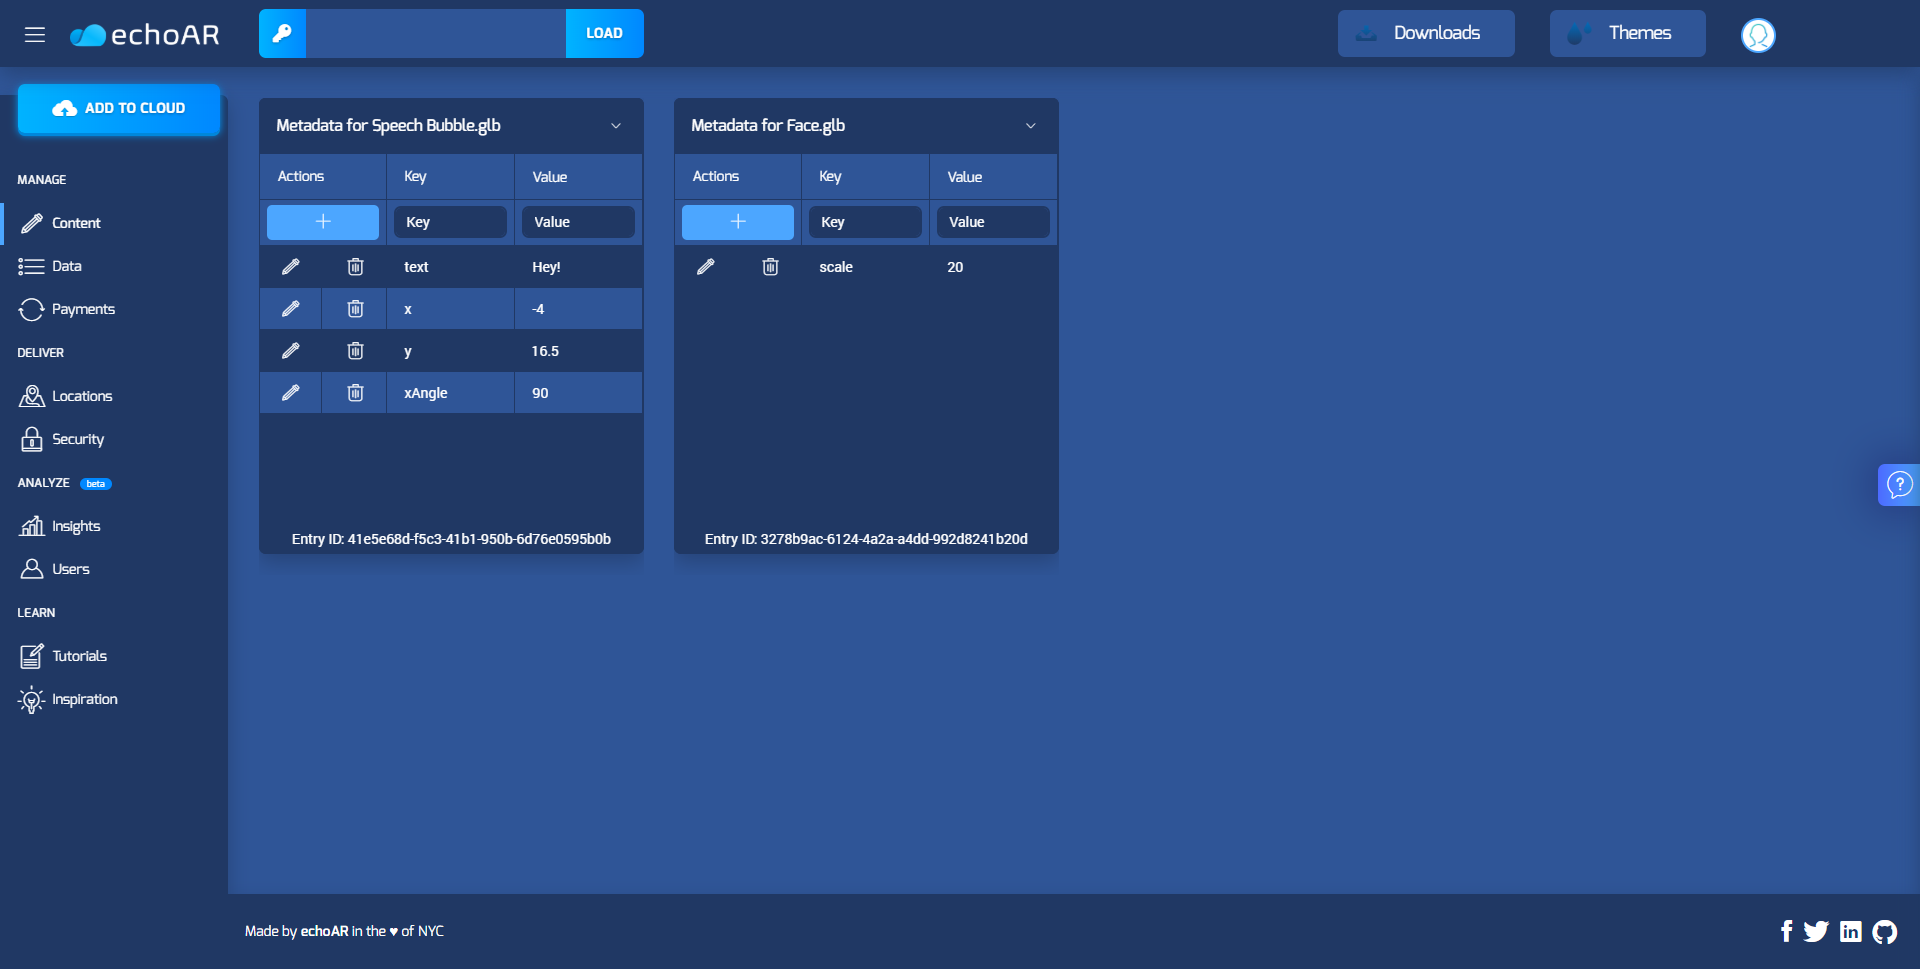 echoAR
LOAD
Downloads
Themes
ADD TO CLOUD
MANAGE
Content
Data
Payments
DELIVER
Locations
Security
ANALYZE beta
Insights
Users
LEARN
Tutorials
Inspiration
Metadata for Speech Bubble.glb
Actions Key Value
+ Key Value
text Hey!
x -4
y 16.5
xAngle 90
Entry ID: 41e5e68d-f5c3-41b1-950b-6d76e0595b0b
Metadata for Face.glb
Actions Key Value
+ Key Value
scale 20
Entry ID: 3278b9ac-6124-4a2a-a4dd-992d8241b20d
?
Made by echoAR in the ♥ of NYC